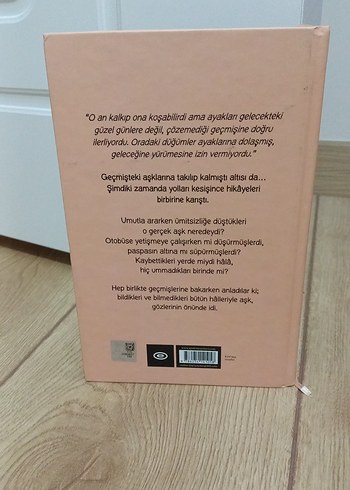 "O an kalkıp ona koşabilirdi ama ayakları gelecekteki
güzel günlere değil, çözemediği geçmişine doğru
ilerliyordu. Oradaki düğümler ayaklarına dolaşmış,
geleceğine yürümesine izin vermiyordu."
Geçmişteki aşklarına takılıp kalmıştı altısı da...
Şimdiki zamanda yolları kesişince hikâyeleri
birbirine karıştı.
Umutla ararken ümitsizliğe düştükleri
o gerçek aşk neredeydi?
Otobüse yetişmeye çalışırken mi düşürmüşlerdi,
paspasın altına mı süpürmüşlerdi?
Kaybettikleri yerde miydi hâlâ,
hiç ummadıkları birinde mi?
Hep birlikte geçmişlerine bakarken anladılar ki;
bildikleri ve bilmedikleri bütün hâlleriyle aşk,
gözlerinin önünde idi.